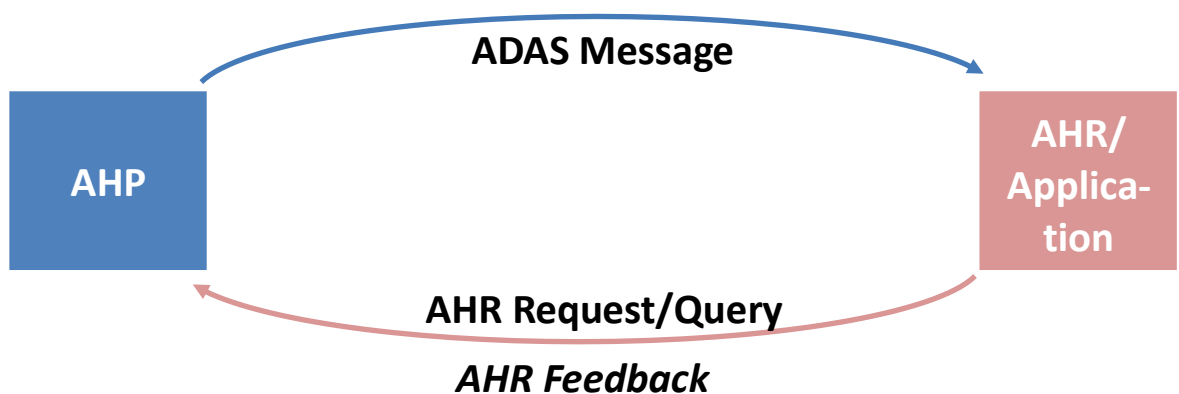 ADAS Message
AHP
AHR/
Applica-
tion
AHR Request/Query
AHR Feedback